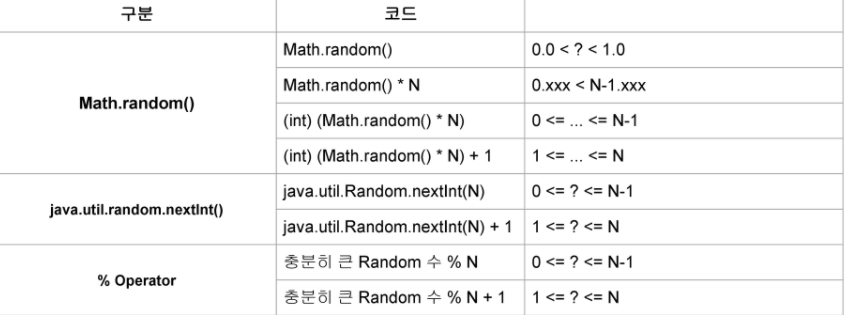 구분 코드
Math.random()
Math.random() 0.0 < ? < 1.0
Math.random() * N 0.xxx < N-1.xxx
(int) (Math.random() * N) 0 <= ... <= N-1
(int) (Math.random() * N) + 1 1 <= ... <= N
java.util.random.nextInt()
java.util.Random.nextInt(N) 0 <= ? <= N-1
java.util.Random.nextInt(N) + 1 1 <= ? <= N
% Operator
충분히 큰 Random 수 % N 0 <= ? <= N-1
충분히 큰 Random 수 % N + 1 1 <= ? <= N